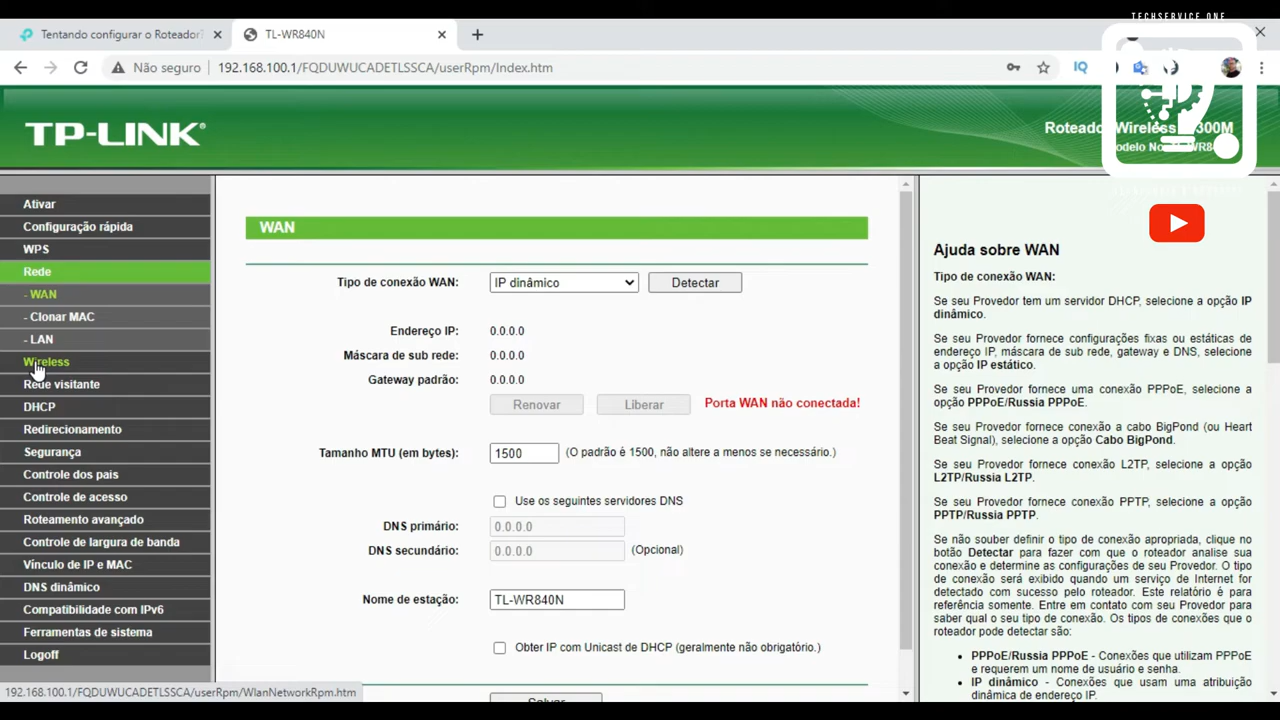 TECHSERVICE ONE
Tentando configurar o Roteador
TL-WR840N
Não seguro
192.168.100.1/FQDUWUCADETLSSCA/userRpm/Index.htm
IQ
TP-LINK®
Roteado Wireless 300M
odelo No WR8
Ativar
Configuração rápida
WPS
Rede
- WAN
- Clonar MAC
- LAN
Wireless
Rede visitante
DHCP
Redirecionamento
Segurança
Controle dos pais
Controle de acesso
Roteamento avançado
Controle de largura de banda
Vínculo de IP e MAC
DNS dinâmico
Compatibilidade com IPv6
Ferramentas de sistema
Logoff
192.168.100.1/FQDUWUCADETLSSCA/userRpm/WlanNetworkRpm.htm
WAN
Tipo de conexão WAN: IP dinâmico Detectar
Endereço IP: 0.0.0.0
Máscara de sub rede: 0.0.0.0
Gateway padrão: 0.0.0.0
Renovar Liberar Porta WAN não conectada!
Tamanho MTU (em bytes): 1500 (O padrão é 1500, não altere a menos se necessário.)
Use os seguintes servidores DNS
DNS primário: 0.0.0.0
DNS secundário: 0.0.0.0 (Opcional)
Nome de estação: TL-WR840N
Obter IP com Unicast de DHCP (geralmente não obrigatório.)
Salvar
Ajuda sobre WAN
Tipo de conexão WAN:
Se seu Provedor tem um servidor DHCP, selecione a opção IP
dinâmico.
Se seu Provedor fornece configurações fixas ou estáticas de
endereço IP, máscara de sub rede, gateway e DNS, selecione
a opção IP estático.
Se seu Provedor fornece uma conexão PPPoE, selecione a
opção PPPoE/Russia PPPoE.
Se seu Provedor fornece conexão a cabo BigPond (ou Heart
Beat Signal), selecione a opção Cabo BigPond.
Se seu Provedor fornece conexão L2TP, selecione a opção
L2TP/Russia L2TP.
Se seu Provedor fornece conexão PPTP, selecione a opção
PPTP/Russia PPTP.
Se não souber definir o tipo de conexão apropriada, clique no
botão Detectar para fazer com que o roteador analise sua
conexão e determine as configurações de seu Provedor. O tipo
de conexão será exibido quando um serviço de Internet for
detectado com sucesso pelo roteador. Este relatório é para
referência somente. Entre em contato com seu Provedor para
saber qual o seu tipo de conexão. Os tipos de conexões que o
roteador pode detectar são:
• PPPoE/Russia PPPoE - Conexões que utilizam PPPoE
e requerem um nome de usuário e senha.
• IP dinâmico - Conexões que usam uma atribuição
dinâmica de endereço IP.